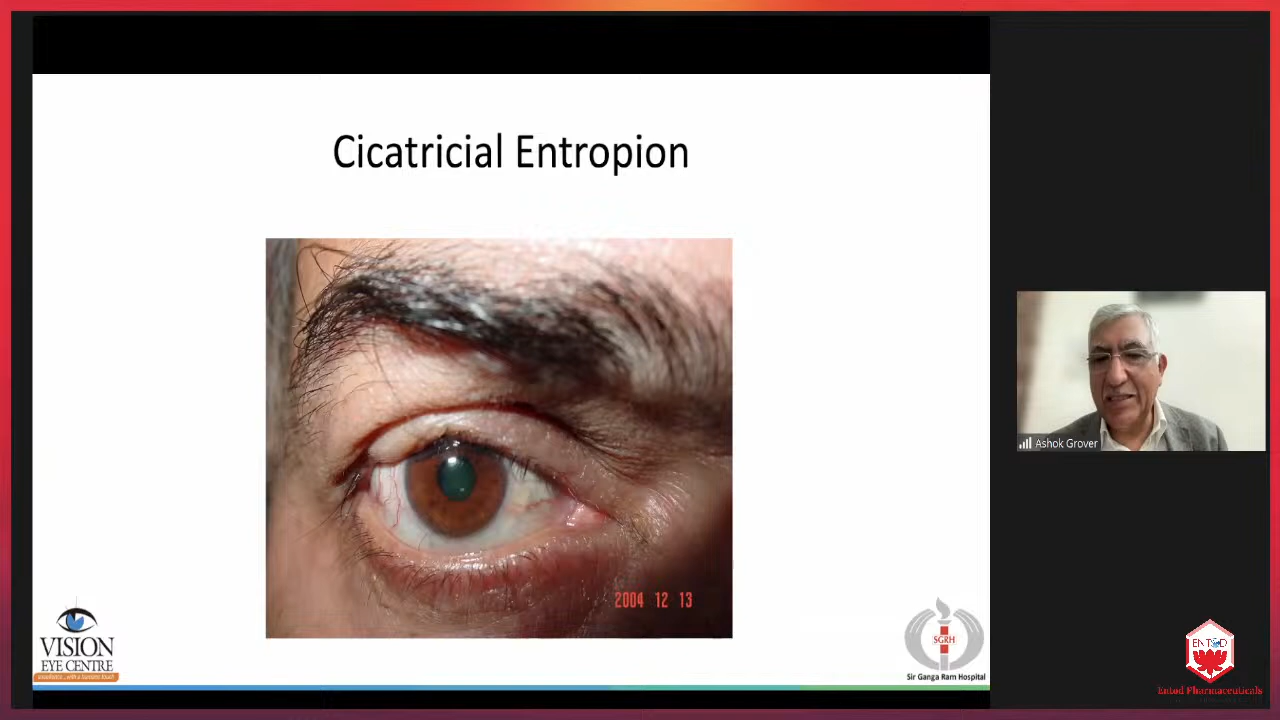 Cicatricial Entropion
2004 12 13
VISION
EYE CENTRE
SGRH
Sir Ganga Ram Hospital
Ashok Grover
ENTOD
Entod Pharmaceuticals